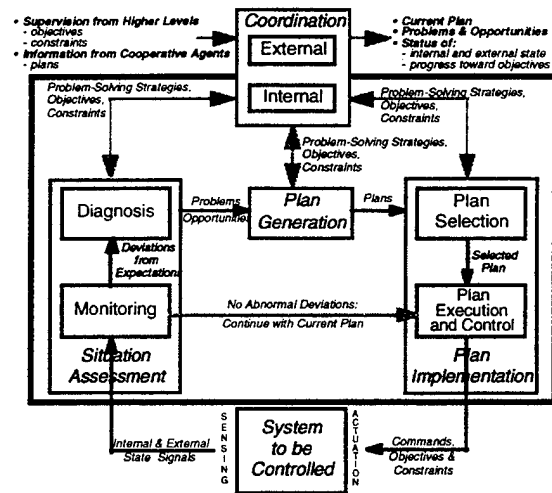 • Supervision from Higher Levels
- objectives
- constraints
• Information from Cooperative Agents
- plans
Coordination
External
Internal
• Current Plan
• Problems & Opportunities
• Status of:
- internal and external state
- progress toward objectives
Problem-Solving Strategies,
Objectives,
Constraints
Problem-Solving Strategies,
Objectives,
Constraints
Problem-Solving Strategies,
Objectives,
Constraints
Diagnosis
Problems
Opportunities
Plan
Generation
Plans
Plan
Selection
Deviations
from
Expectations
Selected
Plan
Monitoring
No Abnormal Deviations:
Continue with Current Plan
Plan
Execution
and Control
Situation
Assessment
Plan
Implementation
Internal & External
State Signals
SENSING
System
to be
Controlled
ACTUATION
Commands,
Objectives &
Constraints